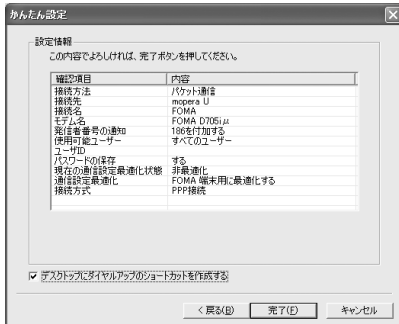 かんたん設定
設定情報
この内容でよろしければ、完了ボタンを押してください。
確認項目 内容
接続方法 パケット通信
接続先 mopera U
接続名 FOMA
モデム名 FOMA D705iμ
発信者番号の通知 186を付加する
使用可能ユーザー すべてのユーザー
ユーザID
パスワードの保存 する
現在の通信設定最適化状態 非最適化
通信設定最適化 FOMA 端末用に最適化する
接続方式 PPP接続
デスクトップにダイヤルアップのショートカットを作成する
< 戻る(B) 完了(F) キャンセル